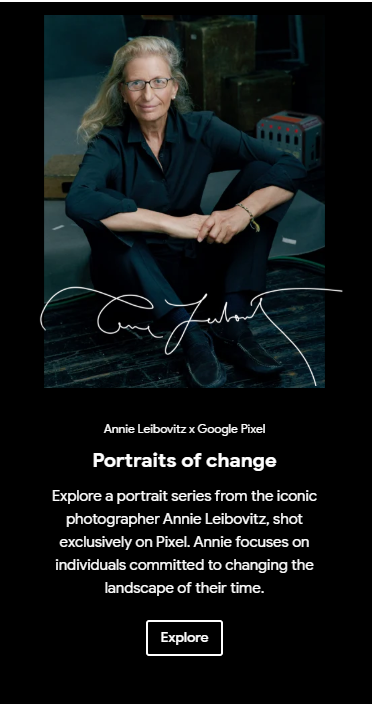 Annie Leibovitz
Annie Leibovitz x Google Pixel
Portraits of change
Explore a portrait series from the iconic
photographer Annie Leibovitz, shot
exclusively on Pixel. Annie focuses on
individuals committed to changing the
landscape of their time.
Explore